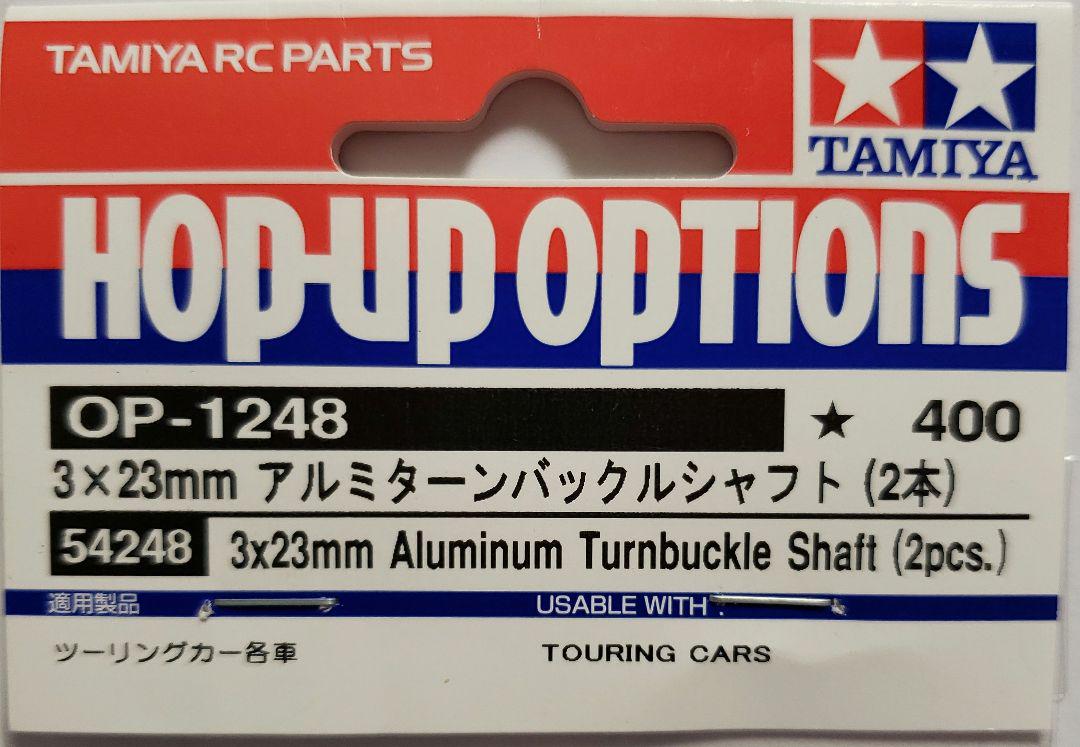 TAMIYA RC PARTS
TAMIYA
HOP-UP OPTIONS
OP-1248 ★ 400
3×23mm アルミターンバックルシャフト (2本)
54248 3x23mm Aluminum Turnbuckle Shaft (2pcs.)
適用製品 USABLE WITH :
ツーリングカー各車 TOURING CARS